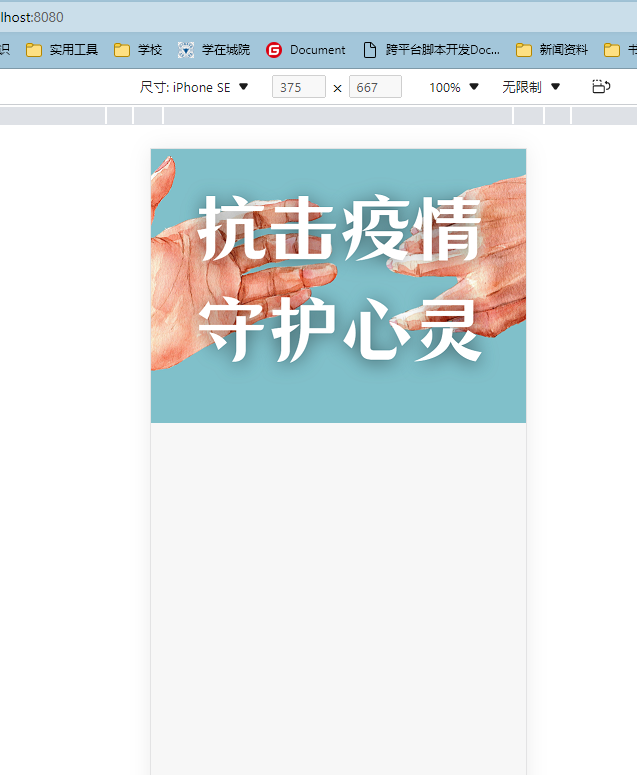 lhost:8080
识 实用工具 学校 学在城院 Document 跨平台脚本开发Doc... 新闻资料 书
尺寸: iPhone SE 375 × 667 100% 无限制
抗击疫情
守护心灵